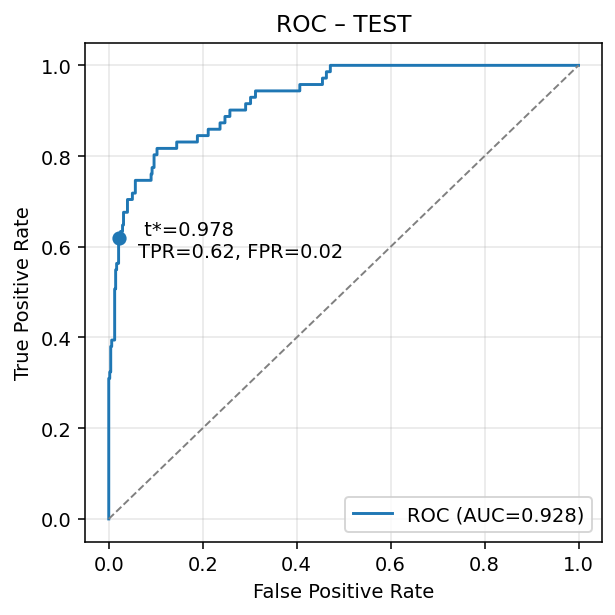 ROC – TEST
1.0
0.8
0.6
0.4
0.2
0.0
True Positive Rate
t*=0.978
TPR=0.62, FPR=0.02
ROC (AUC=0.928)
0.0 0.2 0.4 0.6 0.8 1.0
False Positive Rate